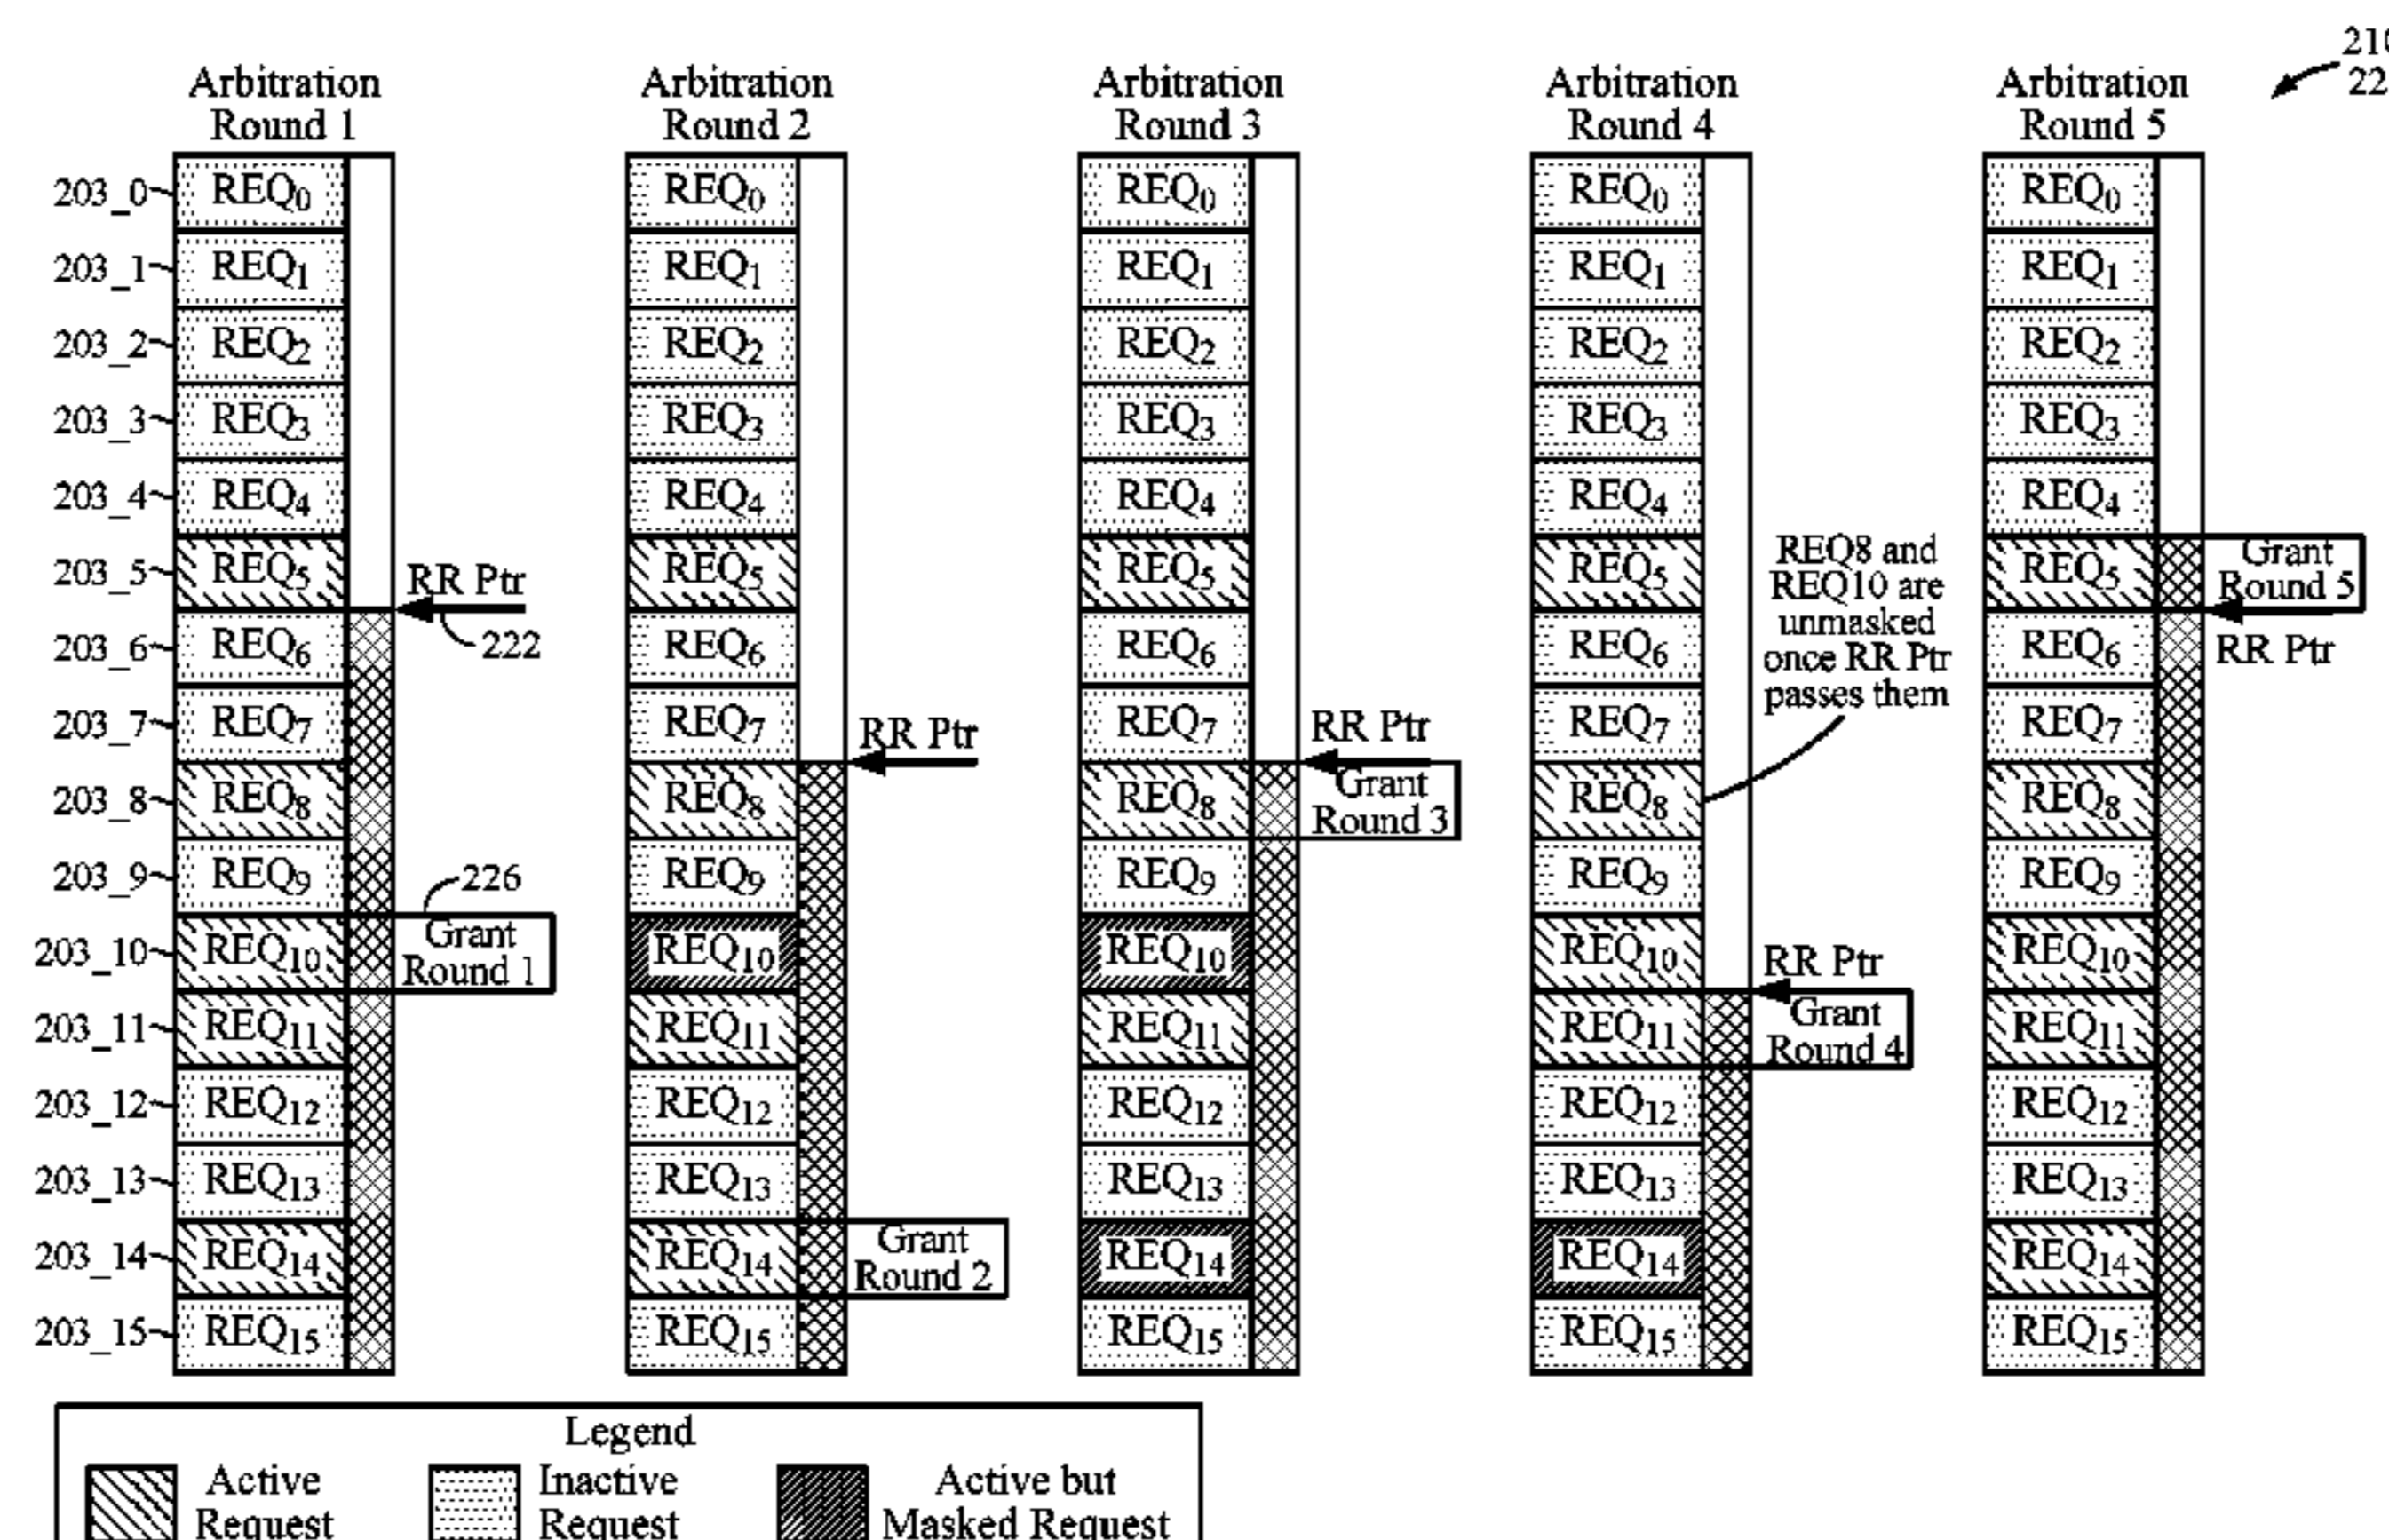 210
22
Arbitration
Round 1
Arbitration
Round 2
Arbitration
Round 3
Arbitration
Round 4
Arbitration
Round 5
203_0 REQ0 REQ0 REQ0 REQ0 REQ0
203_1 REQ1 REQ1 REQ1 REQ1 REQ1
203_2 REQ2 REQ2 REQ2 REQ2 REQ2
203_3 REQ3 REQ3 REQ3 REQ3 REQ3
203_4 REQ4 REQ4 REQ4 REQ4 REQ4
203_5 REQ5 REQ5 REQ5 REQ5 REQ5
RR Ptr
222
REQ8 and
REQ10 are
unmasked
once RR Ptr
passes them
Grant
Round 5
RR Ptr
203_6 REQ6 REQ6 REQ6 REQ6 REQ6
203_7 REQ7 REQ7 REQ7 REQ7 REQ7
RR Ptr
RR Ptr
203_8 REQ8 REQ8 REQ8 REQ8 REQ8
Grant
Round 3
203_9 REQ9 REQ9 REQ9 REQ9 REQ9
226
203_10 REQ10 REQ10 REQ10 REQ10 REQ10
Grant
Round 1
RR Ptr
203_11 REQ11 REQ11 REQ11 REQ11 REQ11
Grant
Round 4
203_12 REQ12 REQ12 REQ12 REQ12 REQ12
203_13 REQ13 REQ13 REQ13 REQ13 REQ13
203_14 REQ14 REQ14 REQ14 REQ14 REQ14
Grant
Round 2
203_15 REQ15 REQ15 REQ15 REQ15 REQ15
Legend
Active
Request
Inactive
Request
Active but
Masked Request